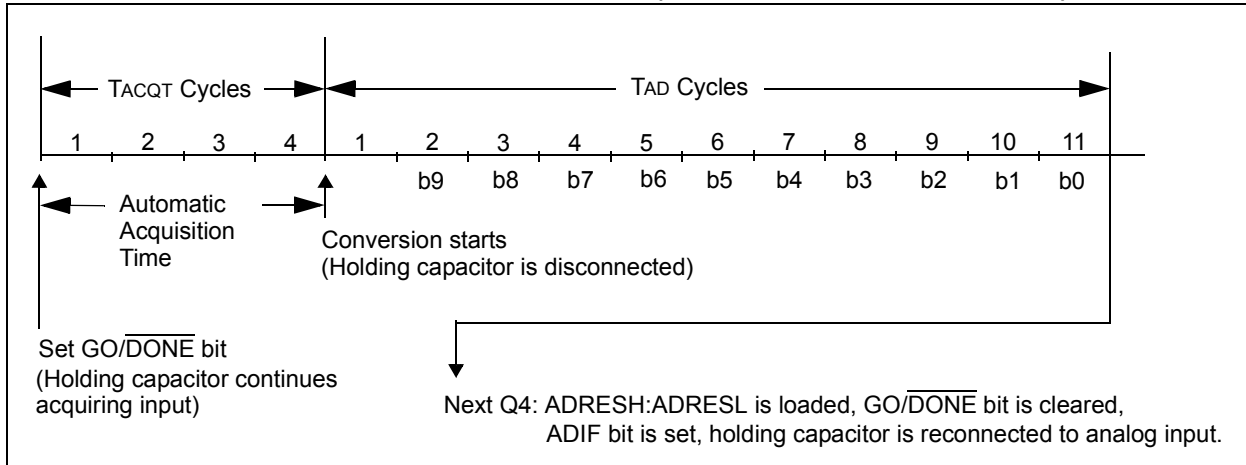 TACQT Cycles TAD Cycles
1 2 3 4 1 2 3 4 5 6 7 8 9 10 11
b9 b8 b7 b6 b5 b4 b3 b2 b1 b0
Automatic
Acquisition
Time
Conversion starts
(Holding capacitor is disconnected)
Set GO/DONE bit
(Holding capacitor continues
acquiring input)
Next Q4: ADRESH:ADRESL is loaded, GO/DONE bit is cleared,
ADIF bit is set, holding capacitor is reconnected to analog input.